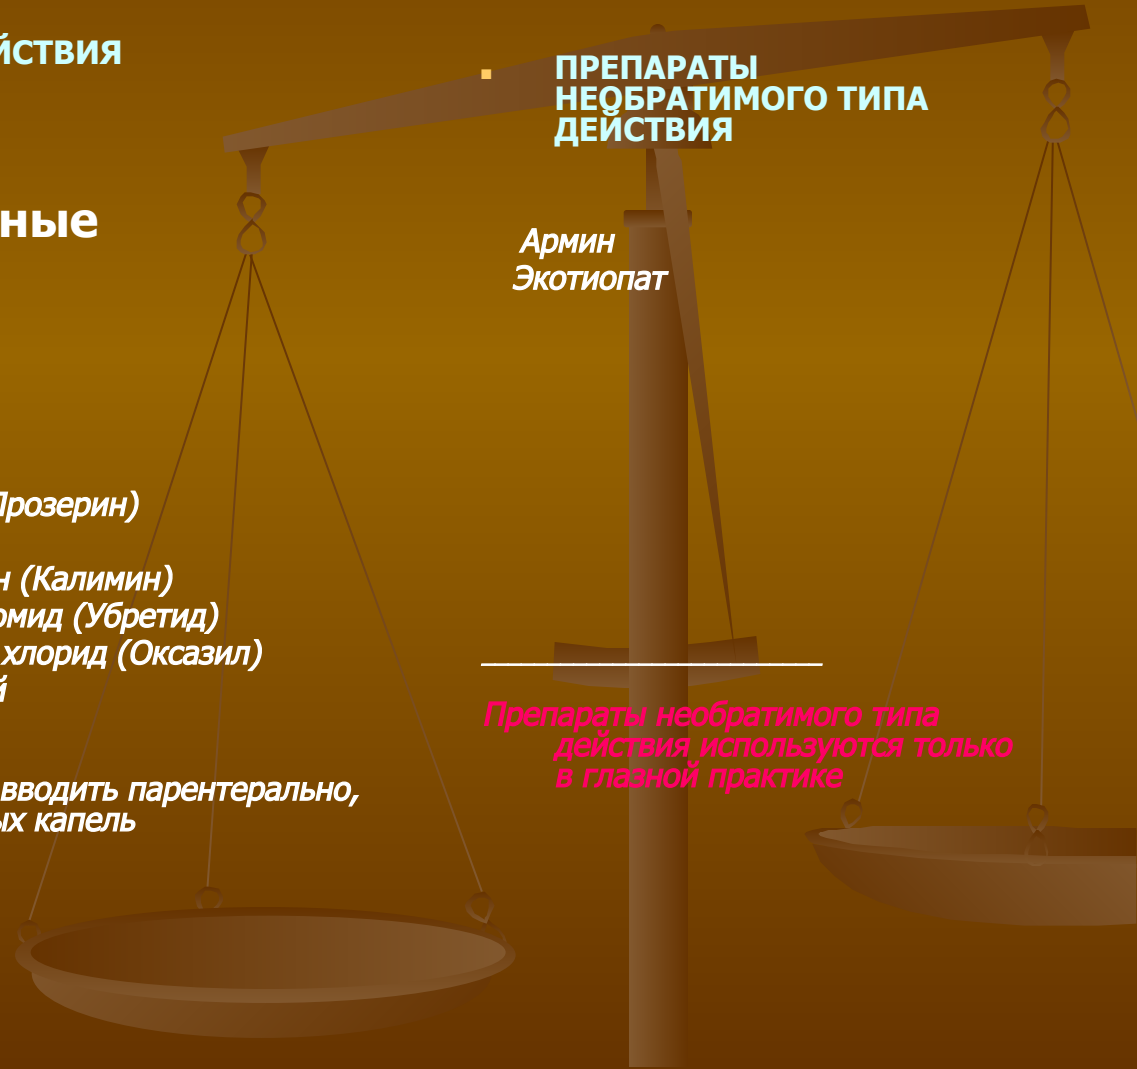 ЙСТВИЯ
ные
Прозерин)
н (Калимин)
омид (Убретид)
хлорид (Оксазил)
й
вводить парентерально,
ых капель
▪ ПРЕПАРАТЫ
НЕОБРАТИМОГО ТИПА
ДЕЙСТВИЯ
Армин
Экотиопат
Препараты необратимого типа
действия используются только
в глазной практике